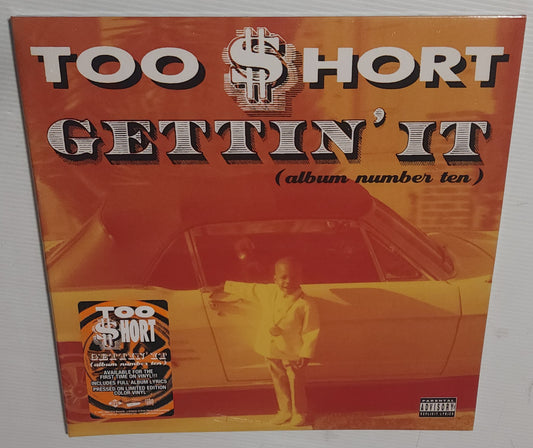 TOO $HORT
GETTIN' IT
(album number ten)
TOO
$HORT
GETTIN' IT
(album number ten)
AVAILABLE FOR THE
FIRST TIME ON VINYL!!!
INCLUDES FULL ALBUM LYRICS
PRESSED ON LIMITED EDITION
COLOR VINYL
PARENTAL
ADVISORY
EXPLICIT LYRICS